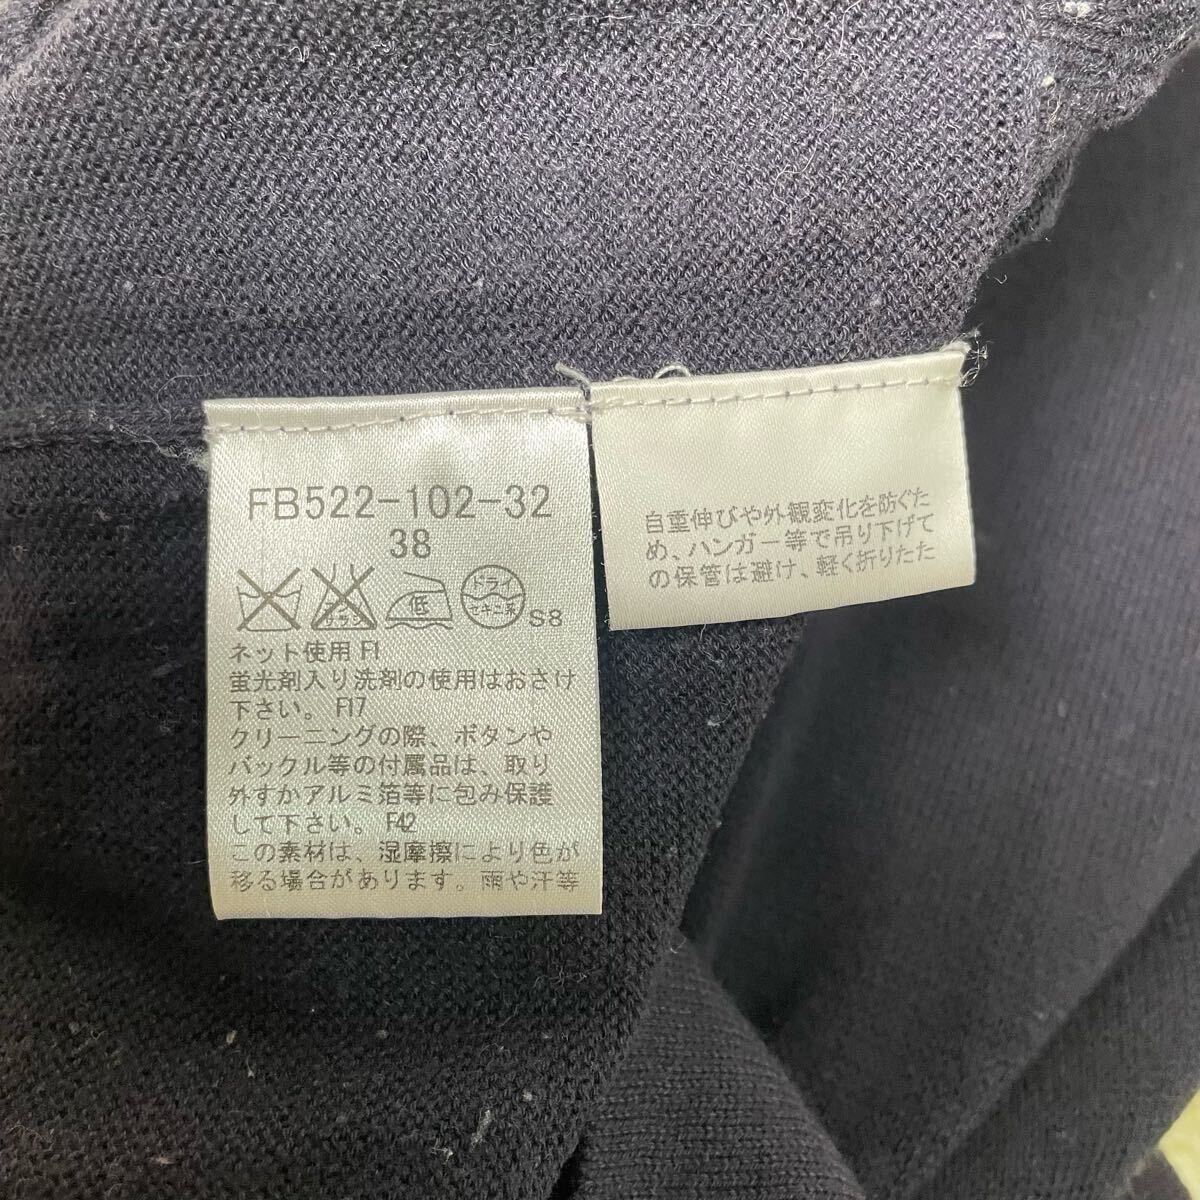 FB522-102-32
38
エンソサラシ
低
ドライ
セキユ系
S8
ネット使用 F1
蛍光剤入り洗剤の使用はおさけ
下さい。 F17
クリーニングの際、ボタンや
バックル等の付属品は、取り
外すかアルミ箔等に包み保護
して下さい。 F42
この素材は、湿摩擦により色が
移る場合があります。雨や汗等
自重伸びや外観変化を防ぐた
め、ハンガー等で吊り下げて
の保管は避け、軽く折りたた